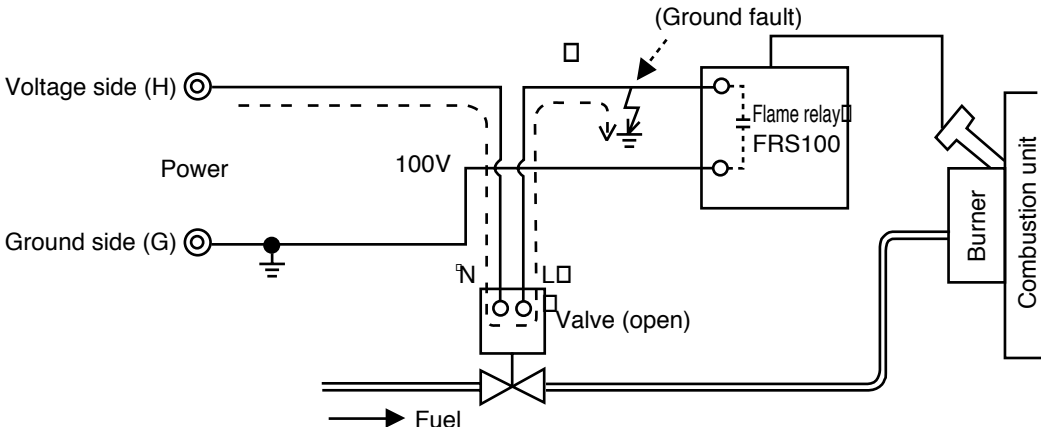 (Ground fault)
Voltage side (H)
Flame relay
FRS100
Power
100V
Ground side (G)
N
L
Valve (open)
Burner
Combustion unit
Fuel